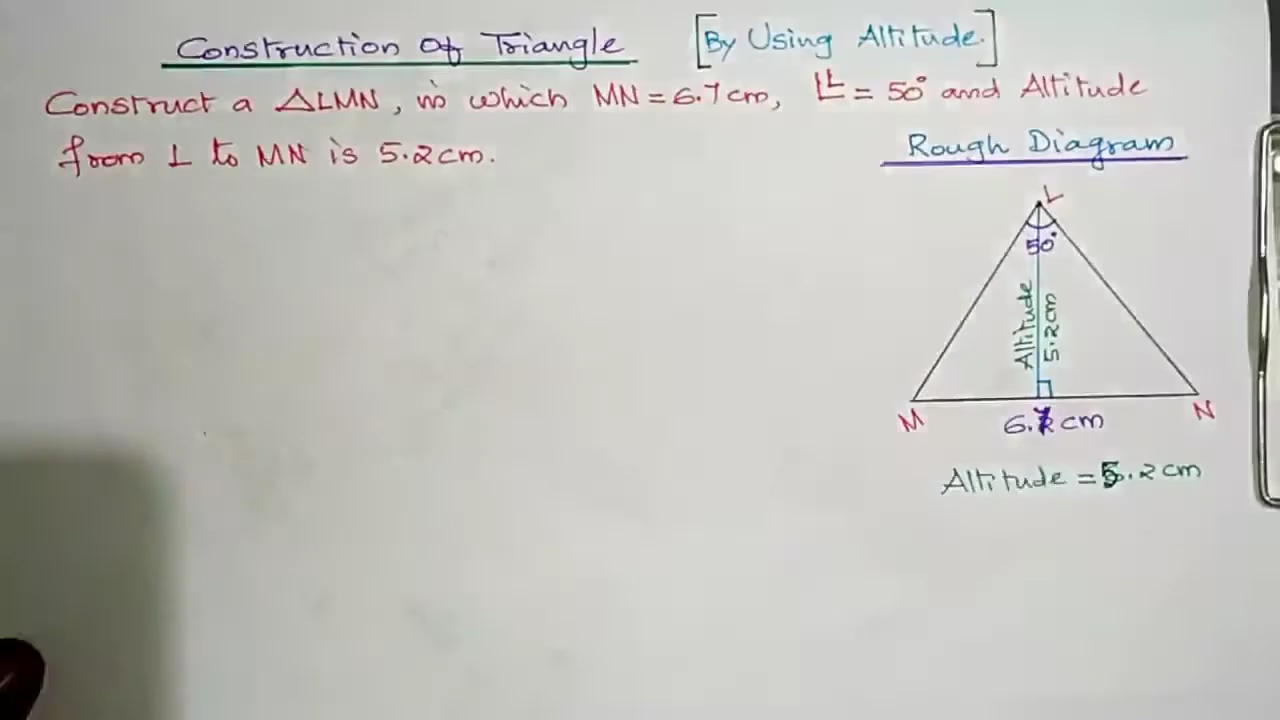 Construction Of Triangle [By Using Altitude.]
Construct a △LMN, in which MN = 6.7 cm, ∟L = 50° and Altitude
from L to MN is 5.2 cm.
Rough Diagram
L
50°
Altitude
5.2 cm
M
N
6.7 cm
Altitude = 5.2 cm